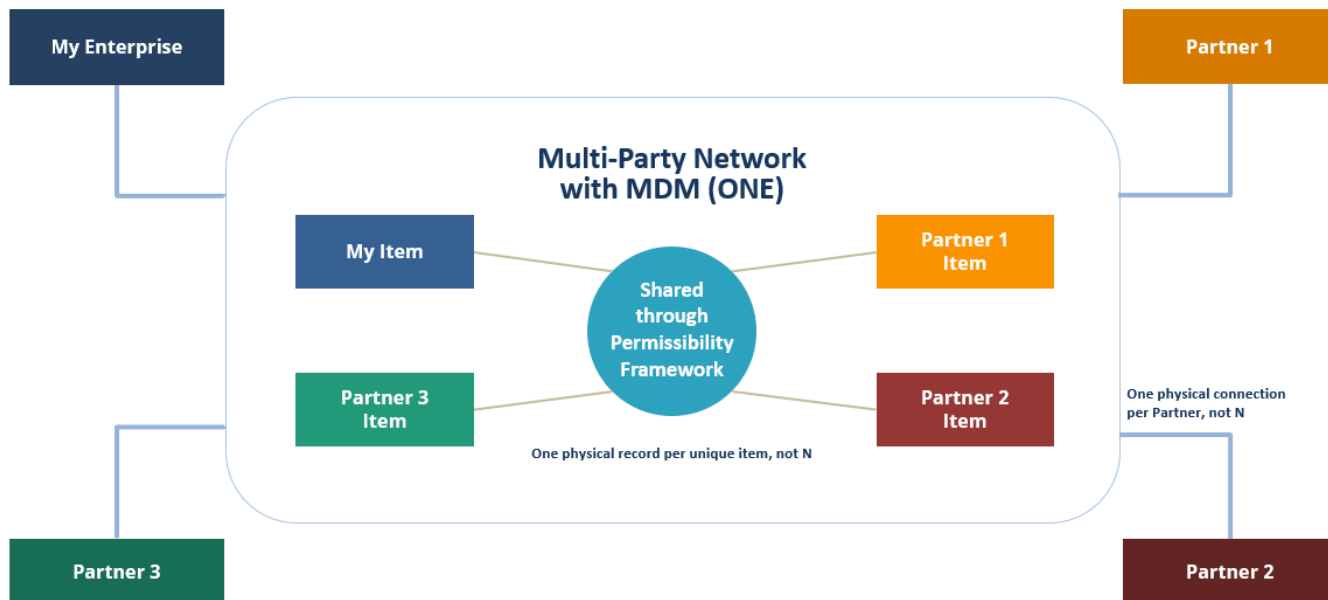 My Enterprise
Partner 1
Multi-Party Network
with MDM (ONE)
My Item
Partner 1
Item
Shared
through
Permissibility
Framework
Partner 3
Item
Partner 2
Item
One physical connection
per Partner, not N
One physical record per unique item, not N
Partner 3
Partner 2